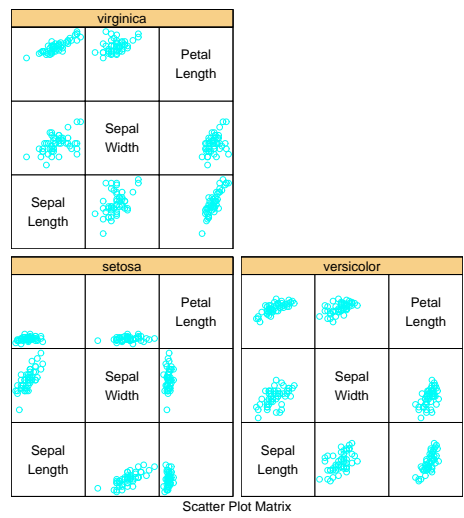 virginica
Petal
Length
Sepal
Width
Sepal
Length
setosa
Petal
Length
Sepal
Width
Sepal
Length
versicolor
Petal
Length
Sepal
Width
Sepal
Length
Scatter Plot Matrix